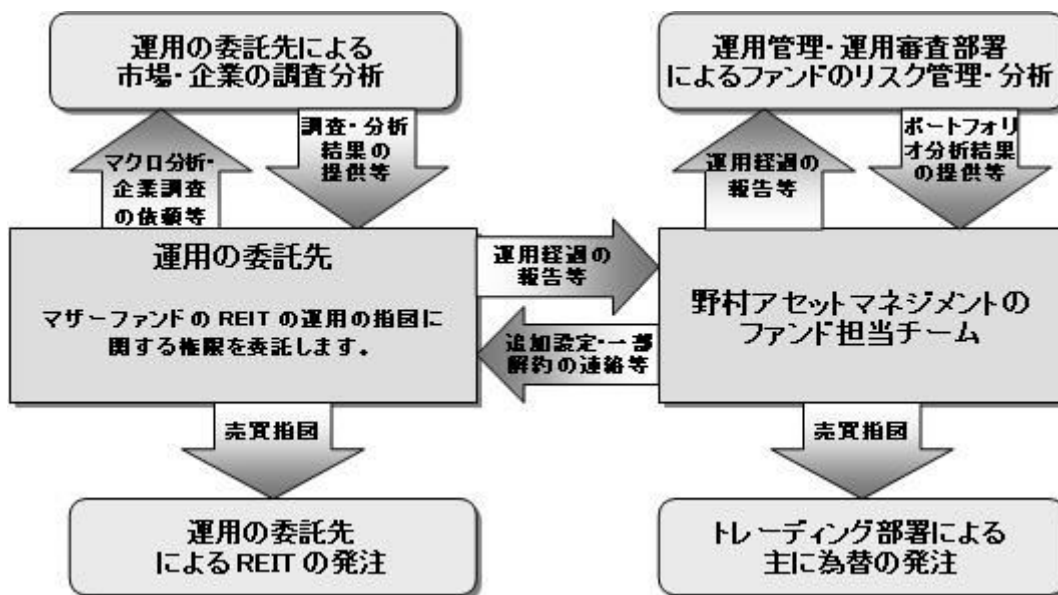 運用の委託先による
市場・企業の調査分析
運用管理・運用審査部署
によるファンドのリスク管理・分析
マクロ分析・
企業調査
の依頼等
調査・分析
結果の
提供等
運用経過の
報告等
ポートフォリ
オ分析結果
の提供等
運用の委託先
マザーファンドの REIT の運用の指図に
関する権限を委託します。
運用経過の
報告等
追加設定・一部
解約の連絡等
野村アセットマネジメントの
ファンド担当チーム
売買指図
売買指図
運用の委託先
による REIT の発注
トレーディング部署による
主に為替の発注